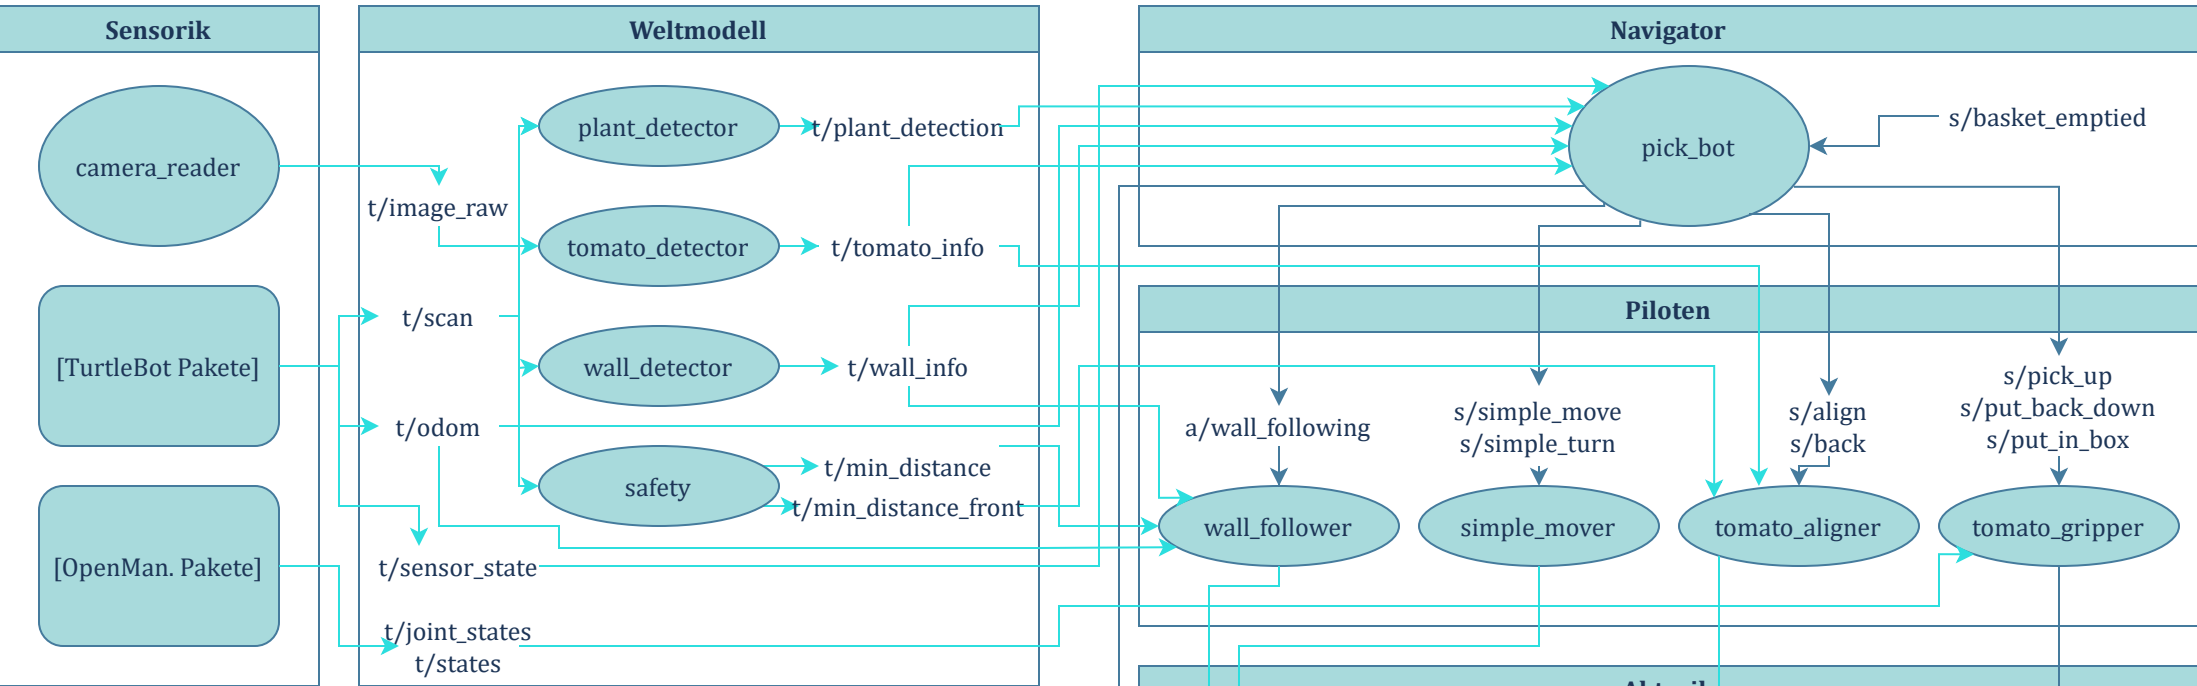 Sensorik
Weltmodell
Navigator
camera_reader
plant_detector
t/plant_detection
pick_bot
s/basket_emptied
t/image_raw
tomato_detector
t/tomato_info
Piloten
t/scan
[TurtleBot Pakete]
wall_detector
t/wall_info
t/odom
a/wall_following
s/simple_move
s/simple_turn
s/align
s/back
s/pick_up
s/put_back_down
s/put_in_box
safety
t/min_distance
t/min_distance_front
wall_follower
simple_mover
tomato_aligner
tomato_gripper
[OpenMan. Pakete]
t/sensor_state
t/joint_states
t/states